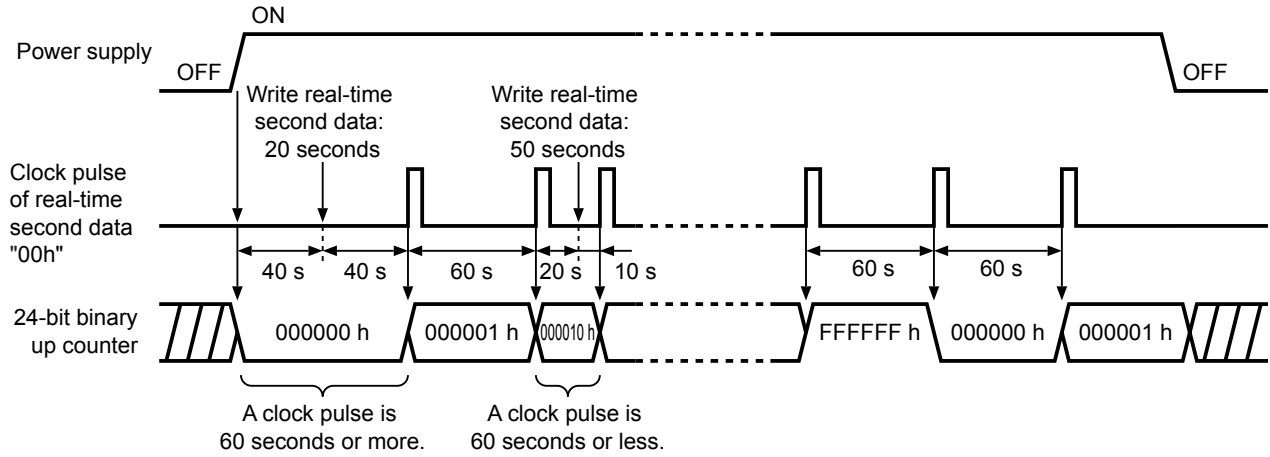 ON
Power supply
OFF
OFF
Write real-time
second data:
20 seconds
Write real-time
second data:
50 seconds
Clock pulse
of real-time
second data
"00h"
40 s
40 s
60 s
20 s
10 s
60 s
60 s
24-bit binary
up counter
000000 h
000001 h
000010 h
FFFFFF h
000000 h
000001 h
A clock pulse is
60 seconds or more.
A clock pulse is
60 seconds or less.